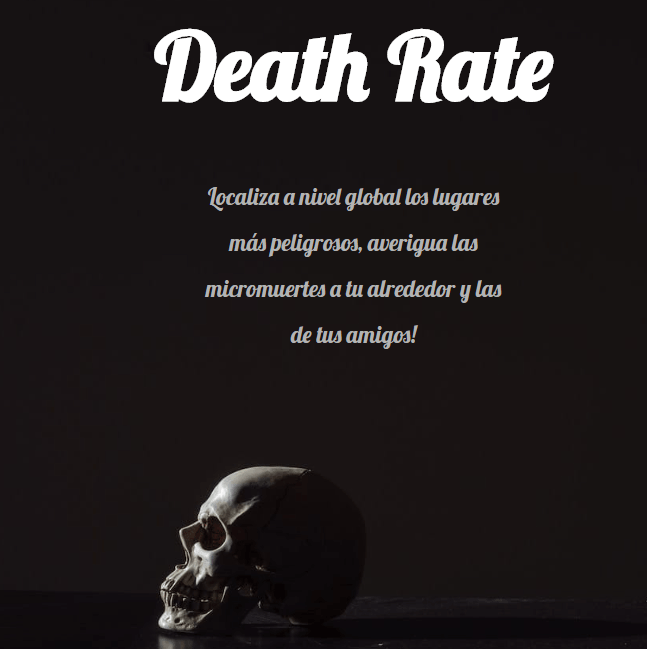 Death Rate
Localiza a nivel global los lugares
más peligrosos, averigua las
micromuertes a tu alrededor y las
de tus amigos!